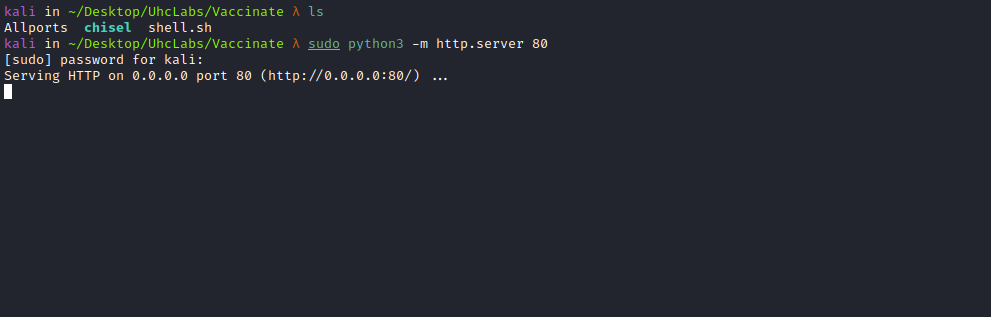 kali in ~/Desktop/UhcLabs/Vaccinate λ ls
Allports  chisel  shell.sh
kali in ~/Desktop/UhcLabs/Vaccinate λ sudo python3 -m http.server 80
[sudo] password for kali:
Serving HTTP on 0.0.0.0 port 80 (http://0.0.0.0:80/) ...